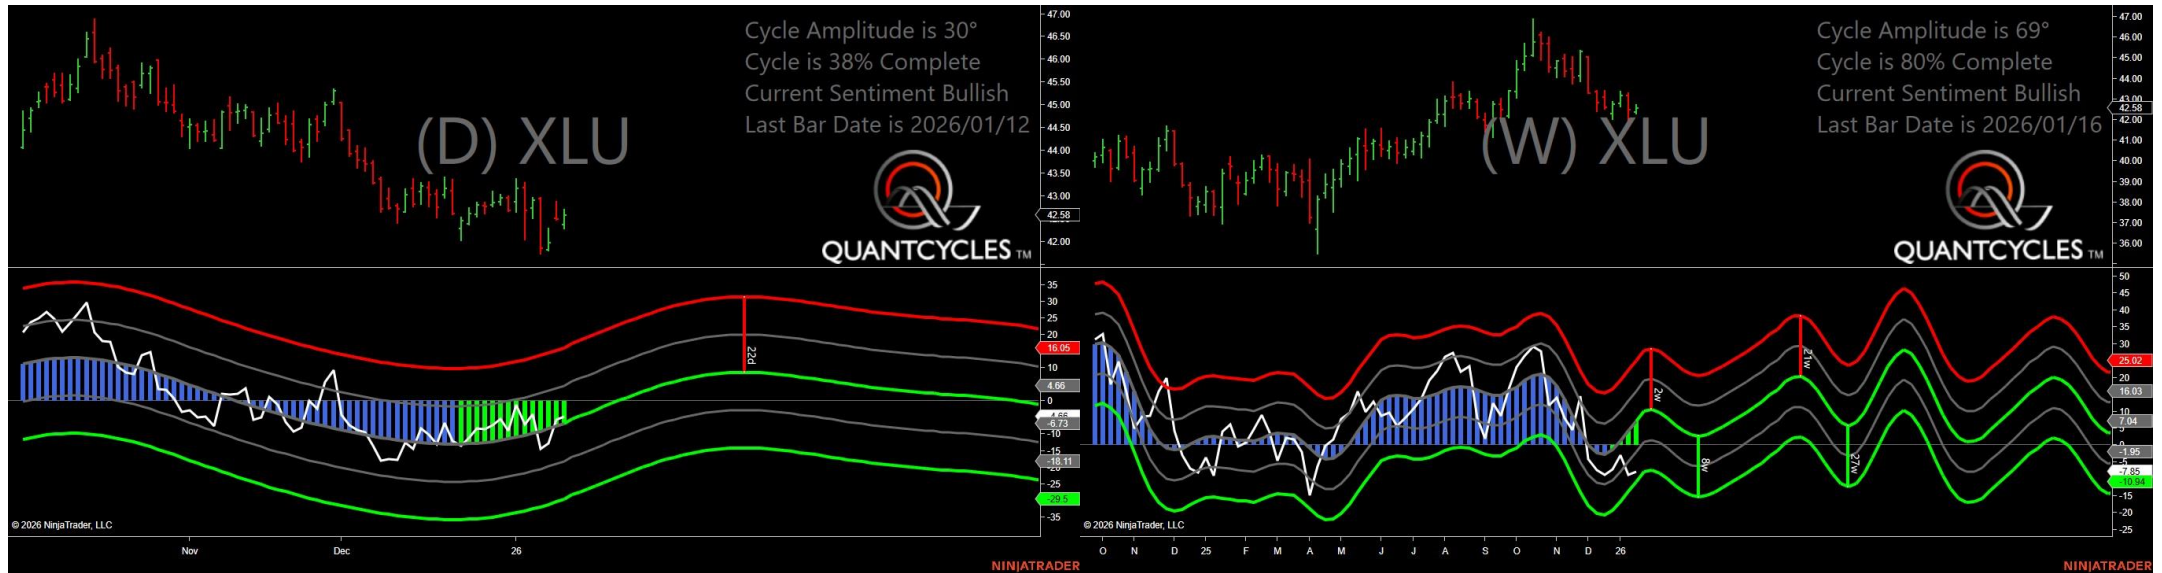 Cycle Amplitude is 30°
Cycle is 38% Complete
Current Sentiment Bullish
Last Bar Date is 2026/01/12
(D) XLU
QUANTCYCLES TM
47.00
46.50
46.00
45.50
45.00
44.50
44.00
43.50
43.00
42.58
42.00
35
30
25
20
16.05
10
4.66
0
-4.66
-6.73
-10
-18.11
-25
-29.5
-35
22d
© 2026 NinjaTrader, LLC
Nov
Dec
26
NINJATRADER
Cycle Amplitude is 69°
Cycle is 80% Complete
Current Sentiment Bullish
Last Bar Date is 2026/01/16
(W) XLU
QUANTCYCLES TM
47.00
46.00
45.00
44.00
43.00
42.58
42.00
41.00
40.00
39.00
38.00
37.00
36.00
50
45
40
35
30
25.02
20
16.03
10
7.04
-1.95
-7.85
-10.94
-15
-20
-25
2w
8w
21w
27w
© 2026 NinjaTrader, LLC
O N D 25 F M A M J J A S O N D 26
NINJATRADER